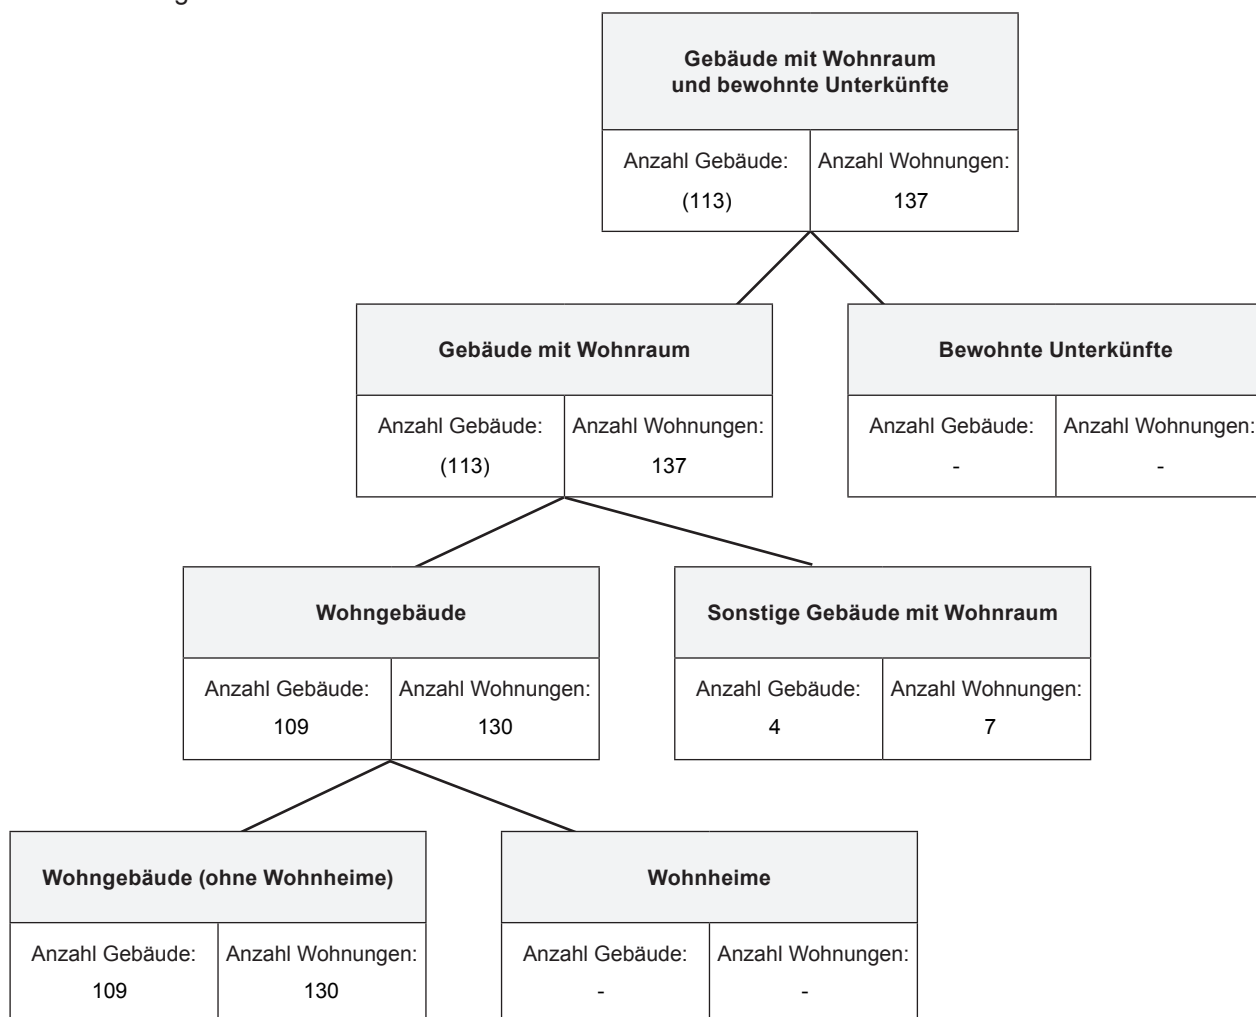 Gebäude mit Wohnraum
und bewohnte Unterkünfte
Anzahl Gebäude: Anzahl Wohnungen:
(113) 137
Gebäude mit Wohnraum
Anzahl Gebäude: Anzahl Wohnungen:
(113) 137
Bewohnte Unterkünfte
Anzahl Gebäude: Anzahl Wohnungen:
- -
Wohngebäude
Anzahl Gebäude: Anzahl Wohnungen:
109 130
Sonstige Gebäude mit Wohnraum
Anzahl Gebäude: Anzahl Wohnungen:
4 7
Wohngebäude (ohne Wohnheime)
Anzahl Gebäude: Anzahl Wohnungen:
109 130
Wohnheime
Anzahl Gebäude: Anzahl Wohnungen:
- -